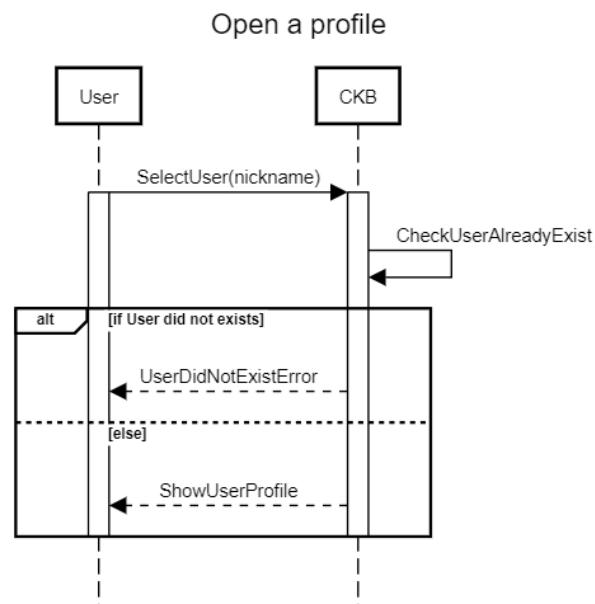 Open a profile
User
CKB
SelectUser(nickname)
CheckUserAlreadyExist
alt
[if User did not exists]
UserDidNotExistError
[else]
ShowUserProfile